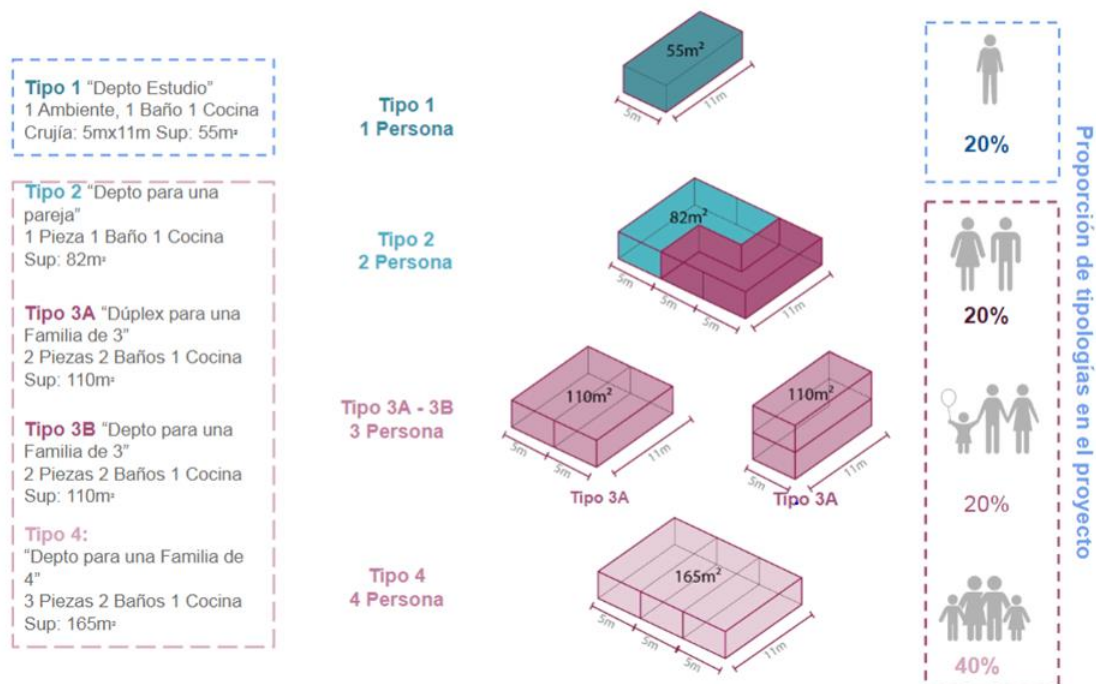 Tipo 1 “Depto Estudio”
1 Ambiente, 1 Baño 1 Cocina
Crujía: 5mx11m Sup: 55m²
Tipo 2 “Depto para una
pareja”
1 Pieza 1 Baño 1 Cocina
Sup: 82m²
Tipo 3A “Dúplex para una
Familia de 3”
2 Piezas 2 Baños 1 Cocina
Sup: 110m²
Tipo 3B “Depto para una
Familia de 3”
2 Piezas 2 Baños 1 Cocina
Sup: 110m²
Tipo 4:
“Depto para una Familia de
4”
3 Piezas 2 Baños 1 Cocina
Sup: 165m²
Tipo 1
1 Persona
55m²
5m
11m
Tipo 2
2 Persona
82m²
5m
5m
5m
11m
Tipo 3A - 3B
3 Persona
110m²
5m
5m
11m
Tipo 3A
110m²
5m
11m
Tipo 3A
Tipo 4
4 Persona
165m²
5m
5m
5m
11m
20%
20%
20%
40%
Proporción de tipologías en el proyecto